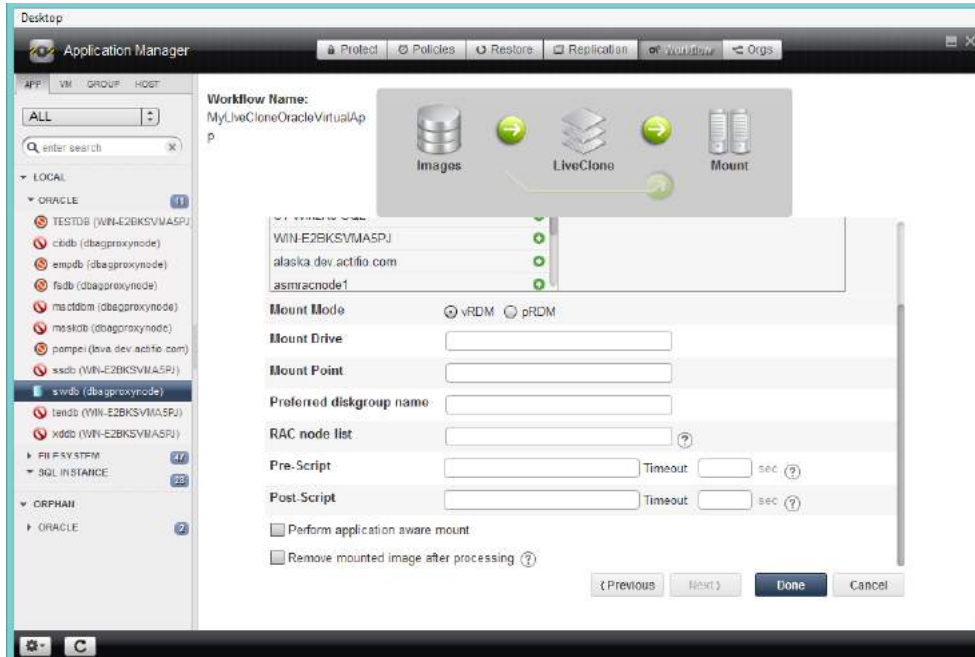 Desktop
Application Manager
Protect
Policies
Restore
Replication
Workflow
Orgs
APP VM GROUP HOST
ALL
enter search
LOCAL
ORACLE
TESTDB (WIN-E2BKSVMA5PJ
citidb (dbagproxynode)
empdb (dbagproxynode)
fsdb (dbagproxynode)
(dbagproxynode)
(dbagproxynode)
pompei (lava.dev.actifio.com)
ssdb (WIN-E2BKSVMA5PJ)
swdb (dbagproxynode)
tendb (WIN-E2BKSVMA5PJ)
xddb (WIN-E2BKSVMA5PJ)
FILESYSTEM 47
SQL INSTANCE 28
ORPHAN
ORACLE 2
Workflow Name:
MyLiveCloneOracleVirtualAp
p
Images
LiveClone
Mount
WIN-E2BKSVMA5PJ
alaska.dev.actifio.com
asmracnode1
Mount Mode vRDM pRDM
Mount Drive
Mount Point
Preferred diskgroup name
RAC node list ?
Pre-Script Timeout sec ?
Post-Script Timeout sec ?
Perform application aware mount
Remove mounted image after processing ?
Previous Next Done Cancel